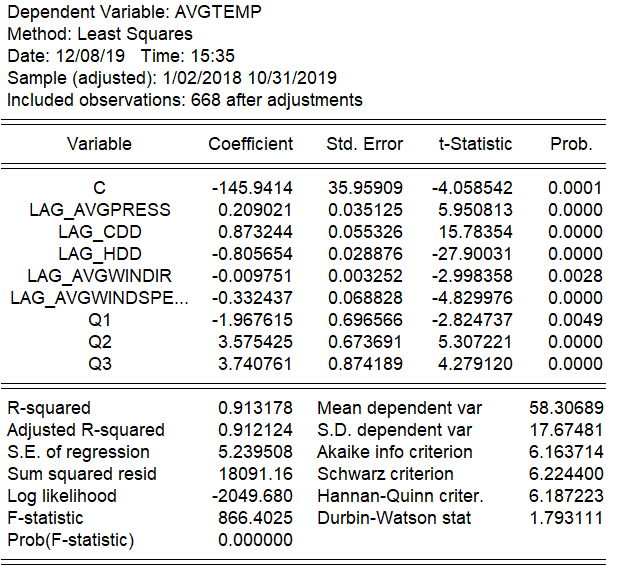 Dependent Variable: AVGTEMP
Method: Least Squares
Date: 12/08/19 Time: 15:35
Sample (adjusted): 1/02/2018 10/31/2019
Included observations: 668 after adjustments
Variable Coefficient Std. Error t-Statistic Prob.
C -145.9414 35.95909 -4.058542 0.0001
LAG_AVGPRESS 0.209021 0.035125 5.950813 0.0000
LAG_CDD 0.873244 0.055326 15.78354 0.0000
LAG_HDD -0.805654 0.028876 -27.90031 0.0000
LAG_AVGWINDIR -0.009751 0.003252 -2.998358 0.0028
LAG_AVGWINDSPE... -0.332437 0.068828 -4.829976 0.0000
Q1 -1.967615 0.696566 -2.824737 0.0049
Q2 3.575425 0.673691 5.307221 0.0000
Q3 3.740761 0.874189 4.279120 0.0000
R-squared 0.913178 Mean dependent var 58.30689
Adjusted R-squared 0.912124 S.D. dependent var 17.67481
S.E. of regression 5.239508 Akaike info criterion 6.163714
Sum squared resid 18091.16 Schwarz criterion 6.224400
Log likelihood -2049.680 Hannan-Quinn criter. 6.187223
F-statistic 866.4025 Durbin-Watson stat 1.793111
Prob(F-statistic) 0.000000